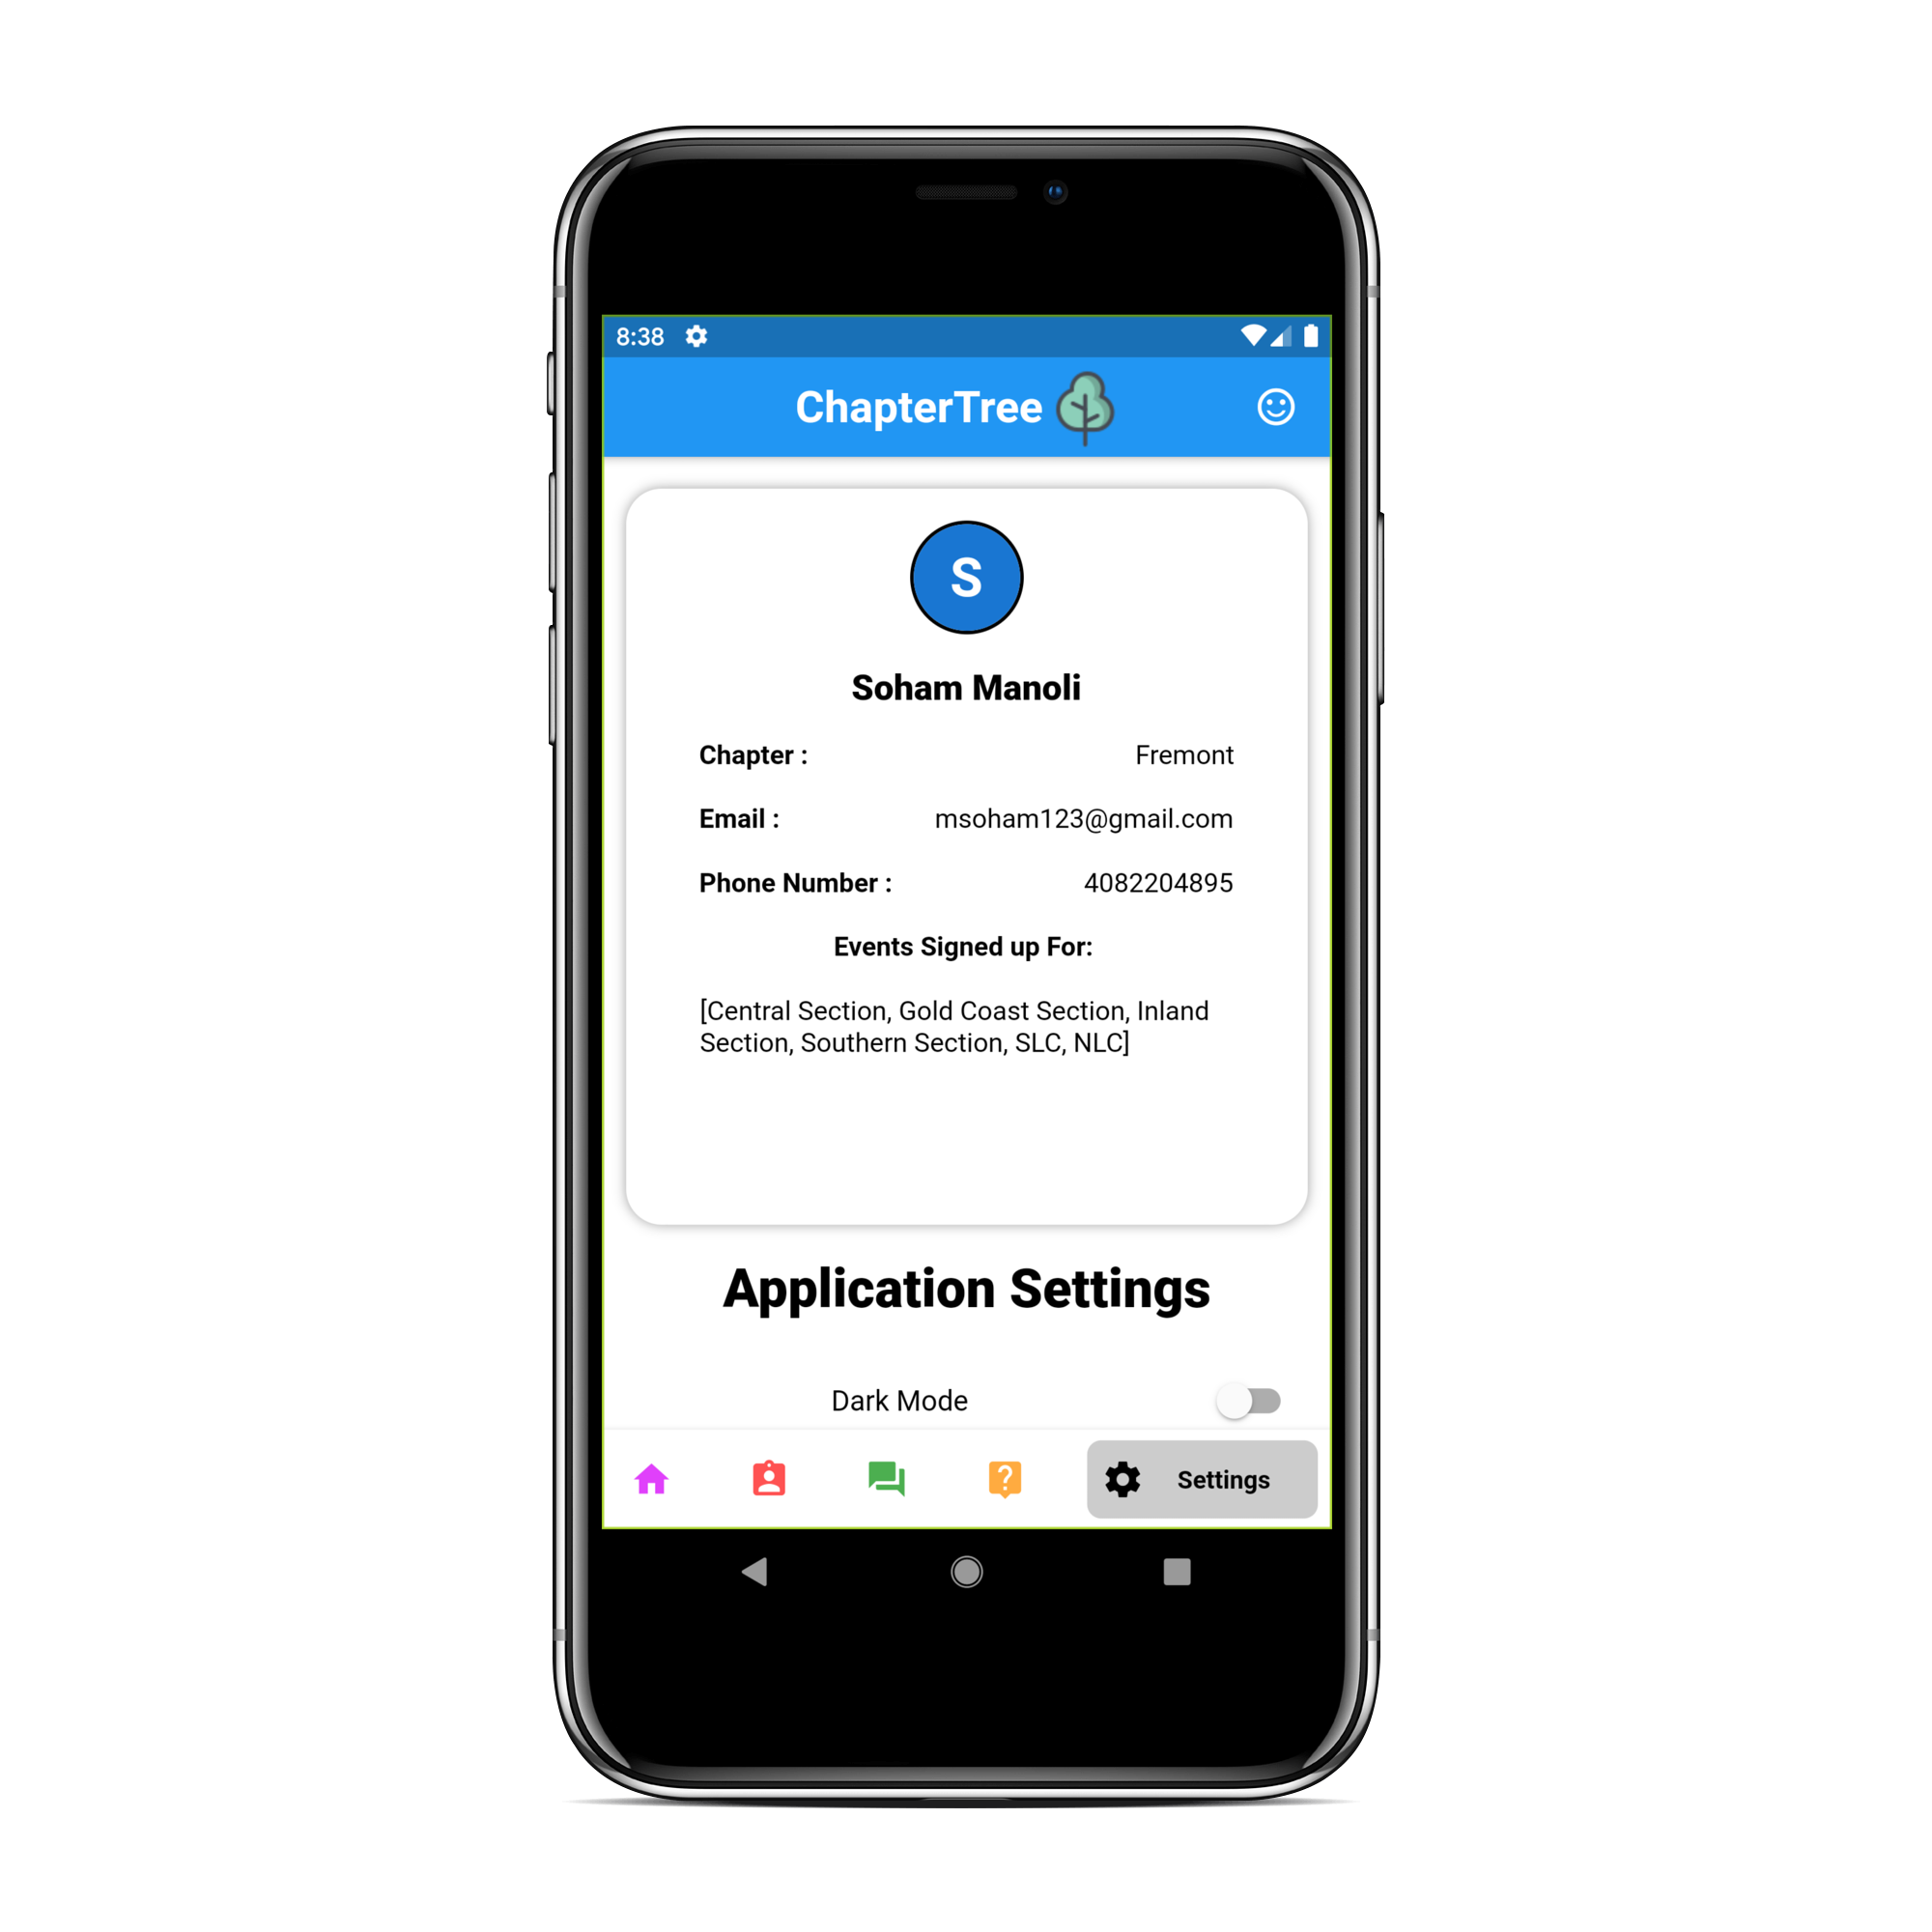 8:38
ChapterTree
S
Soham Manoli
Chapter : Fremont
Email : msoham123@gmail.com
Phone Number : 4082204895
Events Signed up For:
[Central Section, Gold Coast Section, Inland
Section, Southern Section, SLC, NLC]
Application Settings
Dark Mode
Settings